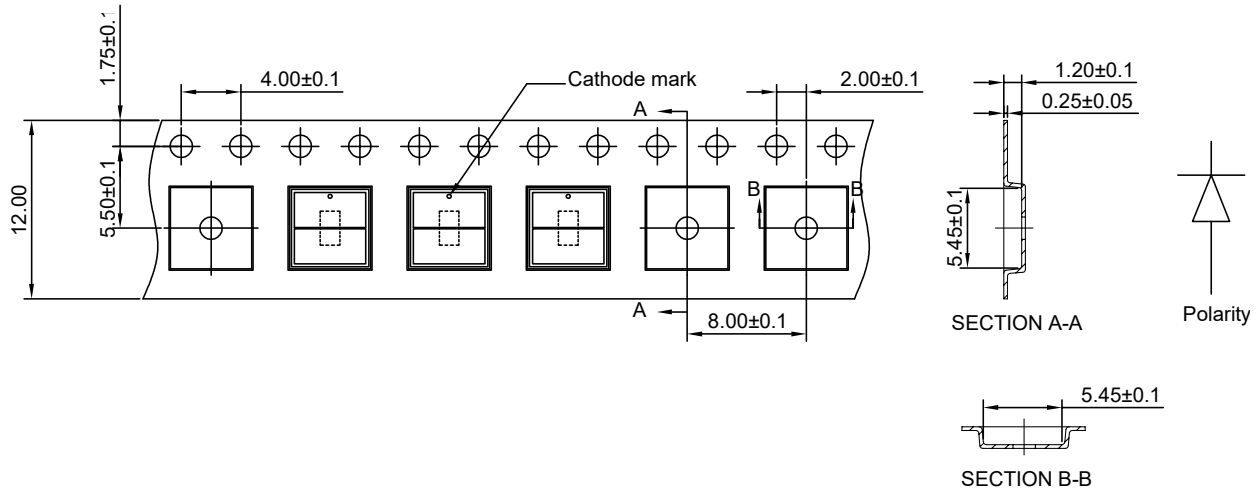 1.75±0.1
4.00±0.1
Cathode mark
2.00±0.1
1.20±0.1
0.25±0.05
A
B
B
12.00
5.50±0.1
5.45±0.1
A
8.00±0.1
SECTION A-A
Polarity
5.45±0.1
SECTION B-B